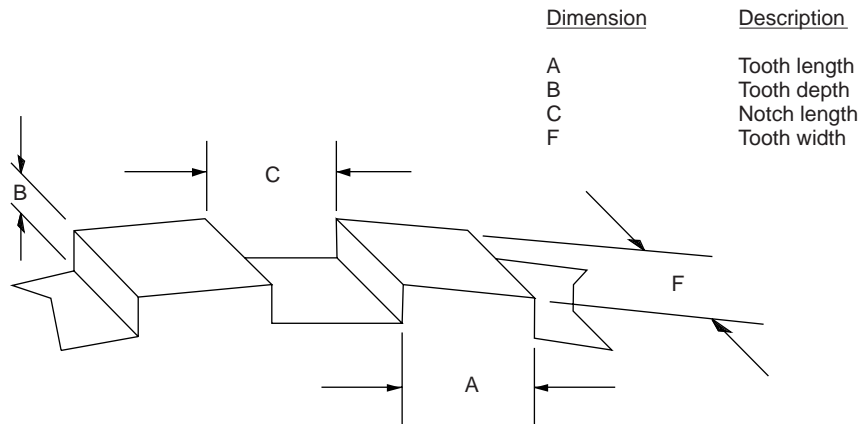 Dimension Description
A Tooth length
B Tooth depth
C Notch length
F Tooth width
C
B
F
A